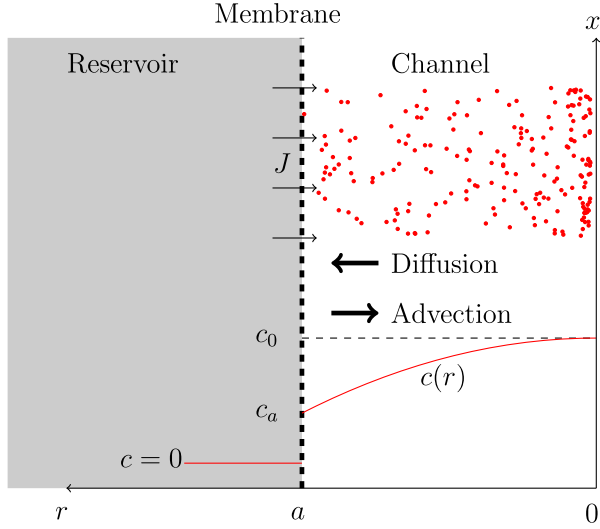 Membrane
x
Reservoir
Channel
J
Diffusion
Advection
c₀
c(r)
cₐ
c = 0
r
a
0